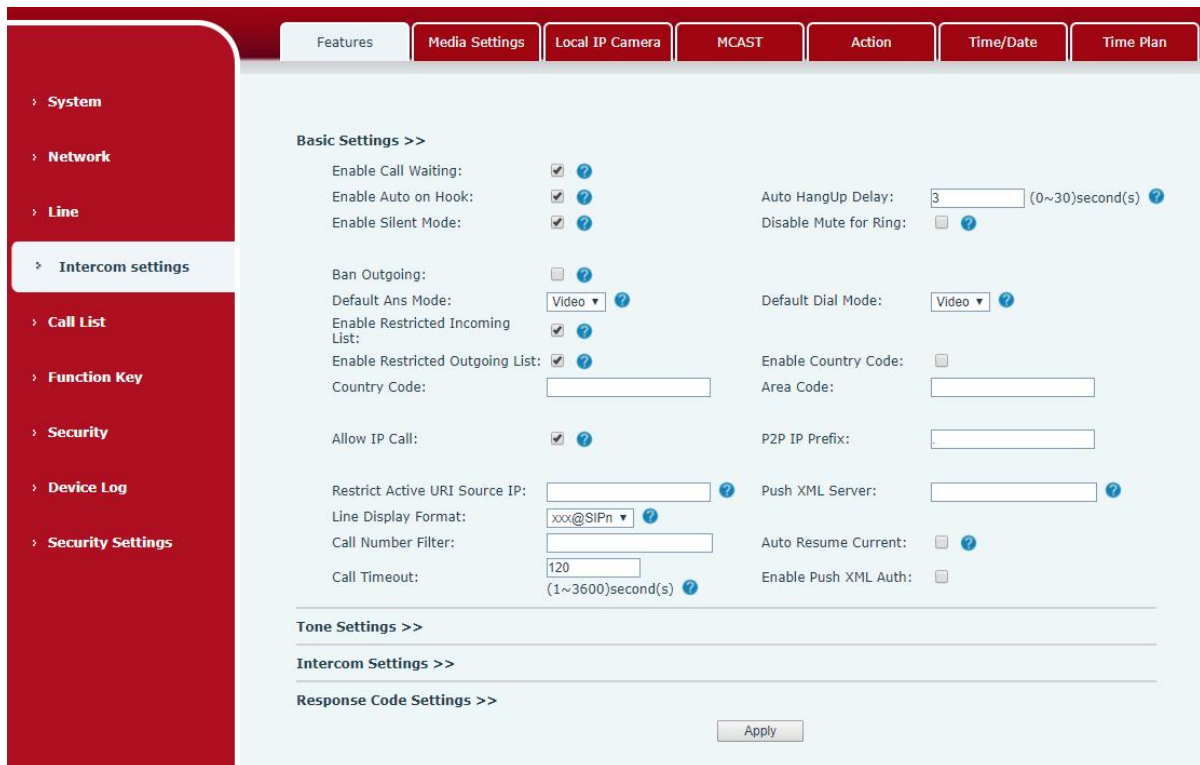 Features Media Settings Local IP Camera MCAST Action Time/Date Time Plan
System
Network
Line
Intercom settings
Call List
Function Key
Security
Device Log
Security Settings
Basic Settings >>
Enable Call Waiting:
Enable Auto on Hook: Auto HangUp Delay: 3 (0~30)second(s)
Enable Silent Mode: Disable Mute for Ring:
Ban Outgoing:
Default Ans Mode: Video Default Dial Mode: Video
Enable Restricted Incoming
List:
Enable Restricted Outgoing List: Enable Country Code:
Country Code: Area Code:
Allow IP Call: P2P IP Prefix: .
Restrict Active URI Source IP: Push XML Server:
Line Display Format: xxx@SIPn
Call Number Filter: Auto Resume Current:
Call Timeout: 120 Enable Push XML Auth:
(1~3600)second(s)
Tone Settings >>
Intercom Settings >>
Response Code Settings >>
Apply